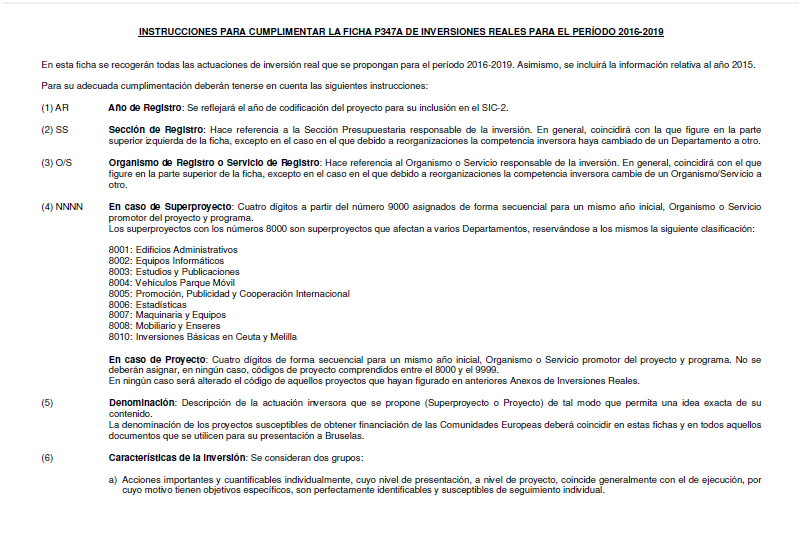 INSTRUCCIONES PARA CUMPLIMENTAR LA FICHA P347A DE INVERSIONES REALES PARA EL PERÍODO 2016-2019
En esta ficha se recogerán todas las actuaciones de inversión real que se propongan para el período 2016-2019. Asimismo, se incluirá la información relativa al año 2015.
Para su adecuada cumplimentación deberán tenerse en cuenta las siguientes instrucciones:
(1) AR Año de Registro: Se reflejará el año de codificación del proyecto para su inclusión en el SIC-2.
(2) SS Sección de Registro: Hace referencia a la Sección Presupuestaria responsable de la inversión. En general, coincidirá con la que figure en la parte
superior izquierda de la ficha, excepto en el caso en el que debido a reorganizaciones la competencia inversora haya cambiado de un Departamento a otro.
(3) O/S Organismo de Registro o Servicio de Registro: Hace referencia al Organismo o Servicio responsable de la inversión. En general, coincidirá con el que
figure en la parte superior de la ficha, excepto en el caso en el que debido a reorganizaciones la competencia inversora cambie de un Organismo/Servicio a
otro.
(4) NNNN En caso de Superproyecto: Cuatro dígitos a partir del número 9000 asignados de forma secuencial para un mismo año inicial, Organismo o Servicio
promotor del proyecto y programa.
Los superproyectos con los números 8000 son superproyectos que afectan a varios Departamentos, reservándose a los mismos la siguiente clasificación:
8001: Edificios Administrativos
8002: Equipos Informáticos
8003: Estudios y Publicaciones
8004: Vehículos Parque Móvil
8005: Promoción, Publicidad y Cooperación Internacional
8006: Estadísticas
8007: Maquinaria y Equipos
8008: Mobiliario y Enseres
8010: Inversiones Básicas en Ceuta y Melilla
En caso de Proyecto: Cuatro dígitos de forma secuencial para un mismo año inicial, Organismo o Servicio promotor del proyecto y programa. No se
deberán asignar, en ningún caso, códigos de proyecto comprendidos entre el 8000 y el 9999.
En ningún caso será alterado el código de aquellos proyectos que hayan figurado en anteriores Anexos de Inversiones Reales.
(5) Denominación: Descripción de la actuación inversora que se propone (Superproyecto o Proyecto) de tal modo que permita una idea exacta de su
contenido.
La denominación de los proyectos susceptibles de obtener financiación de las Comunidades Europeas deberá coincidir en estas fichas y en todos aquellos
documentos que se utilicen para su presentación a Bruselas.
(6) Características de la Inversión: Se consideran dos grupos:
a) Acciones importantes y cuantificables individualmente, cuyo nivel de presentación, a nivel de proyecto, coincide generalmente con el de ejecución, por
cuyo motivo tienen objetivos específicos, son perfectamente identificables y susceptibles de seguimiento individual.